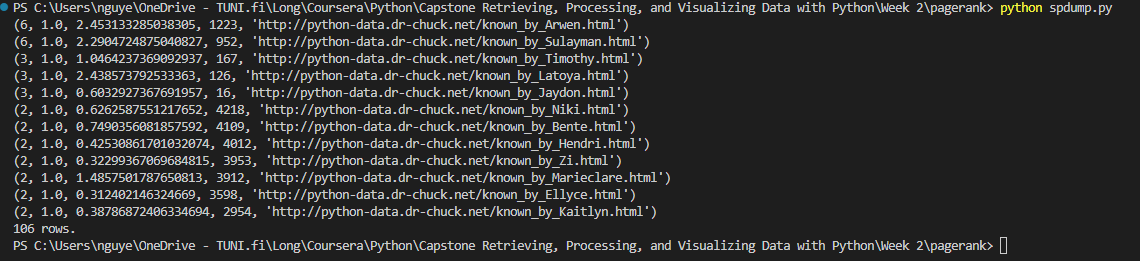 PS C:\Users\nguye\OneDrive - TUNI.fi\Long\Coursera\Python\Capstone Retrieving, Processing, and Visualizing Data with Python\Week 2\pagerank> python spdump.py
(6, 1.0, 2.453133285038305, 1223, 'http://python-data.dr-chuck.net/known_by_Arwen.html')
(6, 1.0, 2.2904724875040827, 952, 'http://python-data.dr-chuck.net/known_by_Sulayman.html')
(3, 1.0, 1.0464237369092937, 167, 'http://python-data.dr-chuck.net/known_by_Timothy.html')
(3, 1.0, 2.438573792533363, 126, 'http://python-data.dr-chuck.net/known_by_Latoya.html')
(3, 1.0, 0.6032927367691957, 16, 'http://python-data.dr-chuck.net/known_by_Jaydon.html')
(2, 1.0, 0.6262587551217652, 4218, 'http://python-data.dr-chuck.net/known_by_Niki.html')
(2, 1.0, 0.7490356081857592, 4109, 'http://python-data.dr-chuck.net/known_by_Bente.html')
(2, 1.0, 0.42530861701032074, 4012, 'http://python-data.dr-chuck.net/known_by_Hendri.html')
(2, 1.0, 0.32299367069684815, 3953, 'http://python-data.dr-chuck.net/known_by_Zi.html')
(2, 1.0, 1.4857501787650813, 3912, 'http://python-data.dr-chuck.net/known_by_Marieclare.html')
(2, 1.0, 0.312402146324669, 3598, 'http://python-data.dr-chuck.net/known_by_Ellyce.html')
(2, 1.0, 0.38786872406334694, 2954, 'http://python-data.dr-chuck.net/known_by_Kaitlyn.html')
106 rows.
PS C:\Users\nguye\OneDrive - TUNI.fi\Long\Coursera\Python\Capstone Retrieving, Processing, and Visualizing Data with Python\Week 2\pagerank>